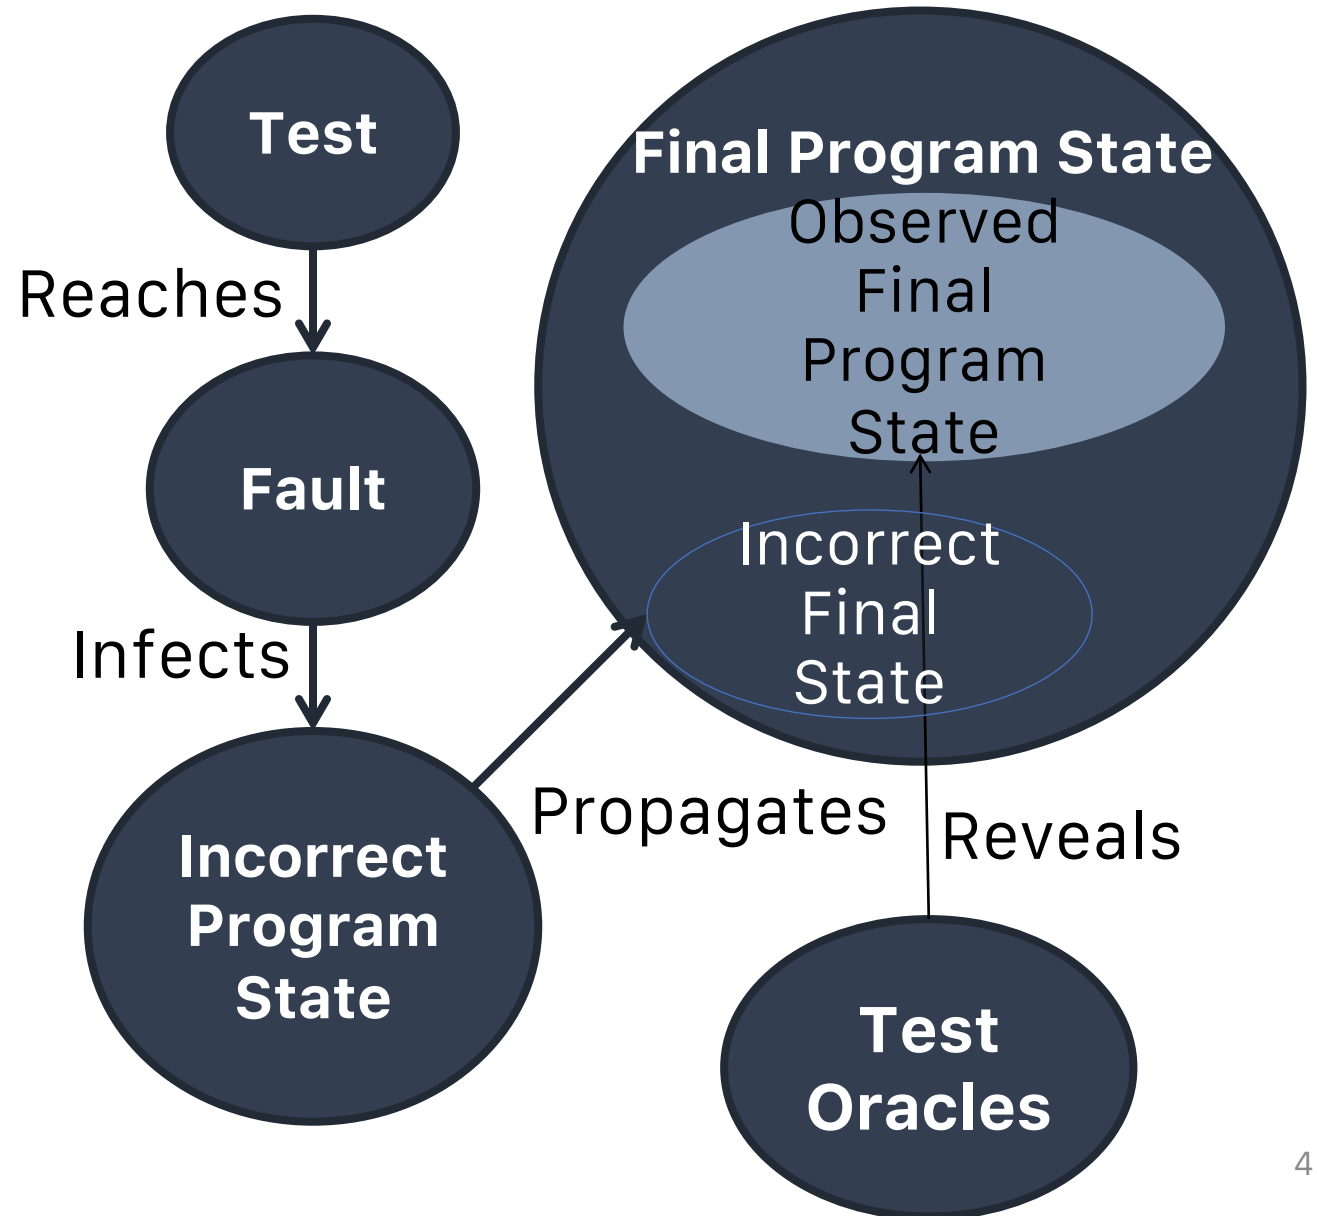 Test
Reaches
Fault
Infects
Incorrect
Program
State
Propagates
Final Program State
Observed
Final
Program
State
Incorrect
Final
State
Reveals
Test
Oracles
4